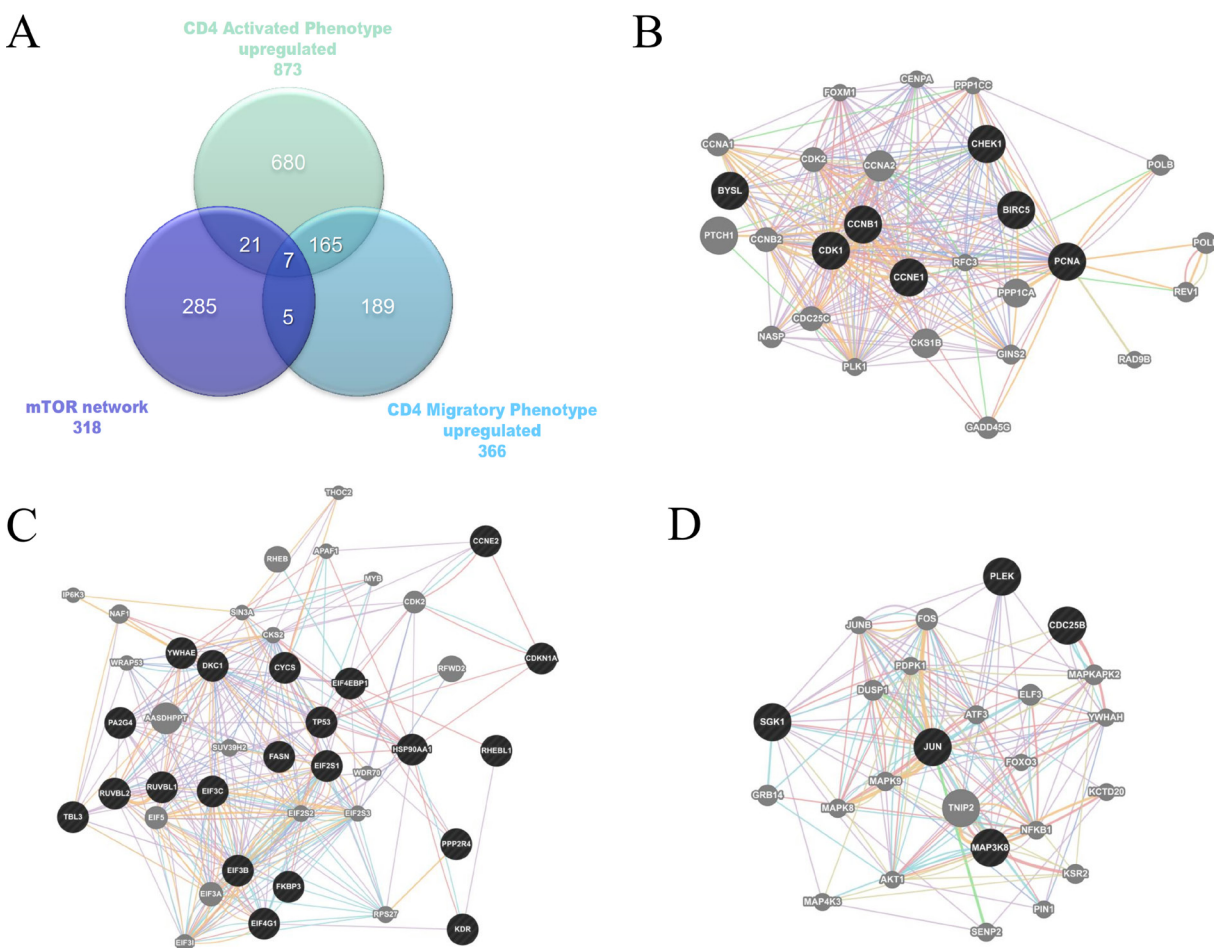 A
CD4 Activated Phenotype
upregulated
873
680
21
165
7
285
5
189
mTOR network
318
CD4 Migratory Phenotype
upregulated
366
B
CENPA
PPP1CC
FOXM1
CCNA1
CHEK1
CDK2
CCNA2
POLB
BYSL
BIRC5
CCNB1
PTCH1
CCNB2
CDK1
RFC3
PCNA
CCNE1
REV1
PPP1CA
CDC25C
NASP
CKS1B
GINS2
PLK1
RAD9B
GADD45G
C
THOC2
CCNE2
APAF1
RHEB
MYB
IP6K3
CDK2
NAF1
SIN3A
CKS2
YWHAE
WRAP53
DKC1
CYCS
RFWD2
CDKN1A
EIF4EBP1
AASDHPPT
PA2G4
TP53
SUV39H2
HSP90AA1
RHEBL1
FASN
EIF2S1
WDR70
RUVBL2
RUVBL1
EIF3C
TBL3
EIF5
EIF2S2
EIF2S3
PPP2R4
EIF3B
EIF3A
FKBP3
RPS27
EIF4G1
KDR
EIF3I
D
PLEK
CDC25B
JUNB
FOS
PDPK1
MAPKAPK2
DUSP1
ELF3
ATF3
YWHAH
SGK1
JUN
FOXO3
MAPK9
GRB14
KCTD20
MAPK8
TNIP2
NFKB1
MAP3K8
KSR2
AKT1
MAP4K3
PIN1
SENP2